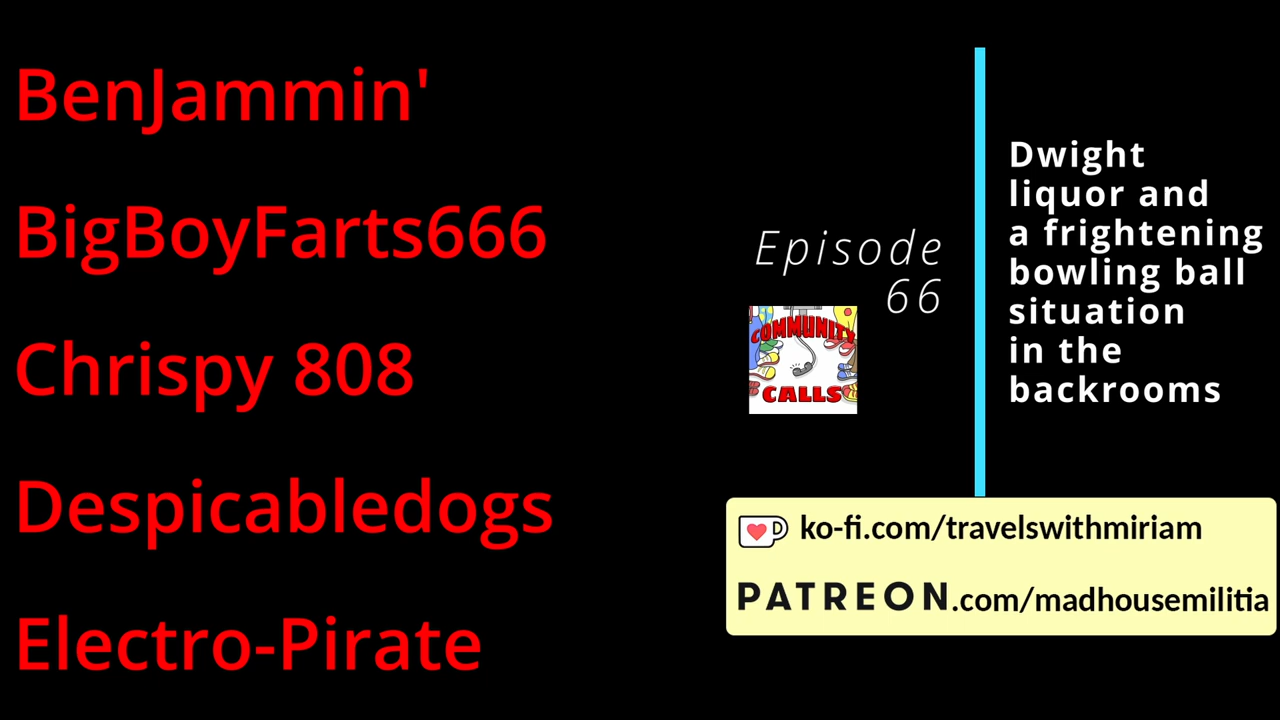 BenJammin'
BigBoyFarts666
Chrispy 808
Despicabledogs
Electro-Pirate
Episode
66
COMMUNITY
CALLS
Dwight
liquor and
a frightening
bowling ball
situation
in the
backrooms
ko-fi.com/travelswithmiriam
PATREON.com/madhousemilitia